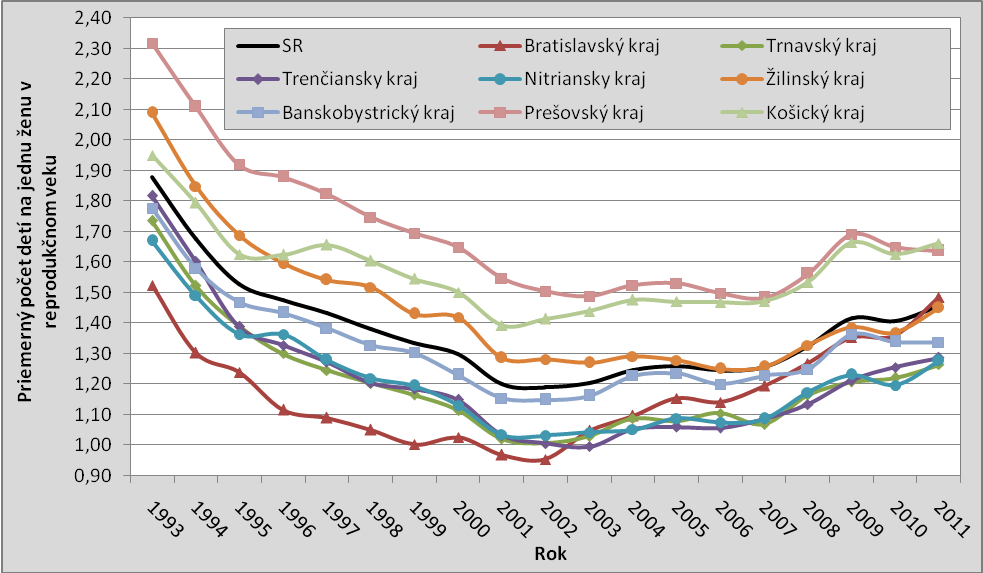 Priemerný počet detí na jednu ženu v
reprodukčnom veku
2,40
2,30
2,20
2,10
2,00
1,90
1,80
1,70
1,60
1,50
1,40
1,30
1,20
1,10
1,00
0,90
SR
Bratislavský kraj
Trnavský kraj
Trenčiansky kraj
Nitriansky kraj
Žilinský kraj
Banskobystrický kraj
Prešovský kraj
Košický kraj
1993
1994
1995
1996
1997
1998
1999
2000
2001
2002
2003
2004
2005
2006
2007
2008
2009
2010
2011
Rok